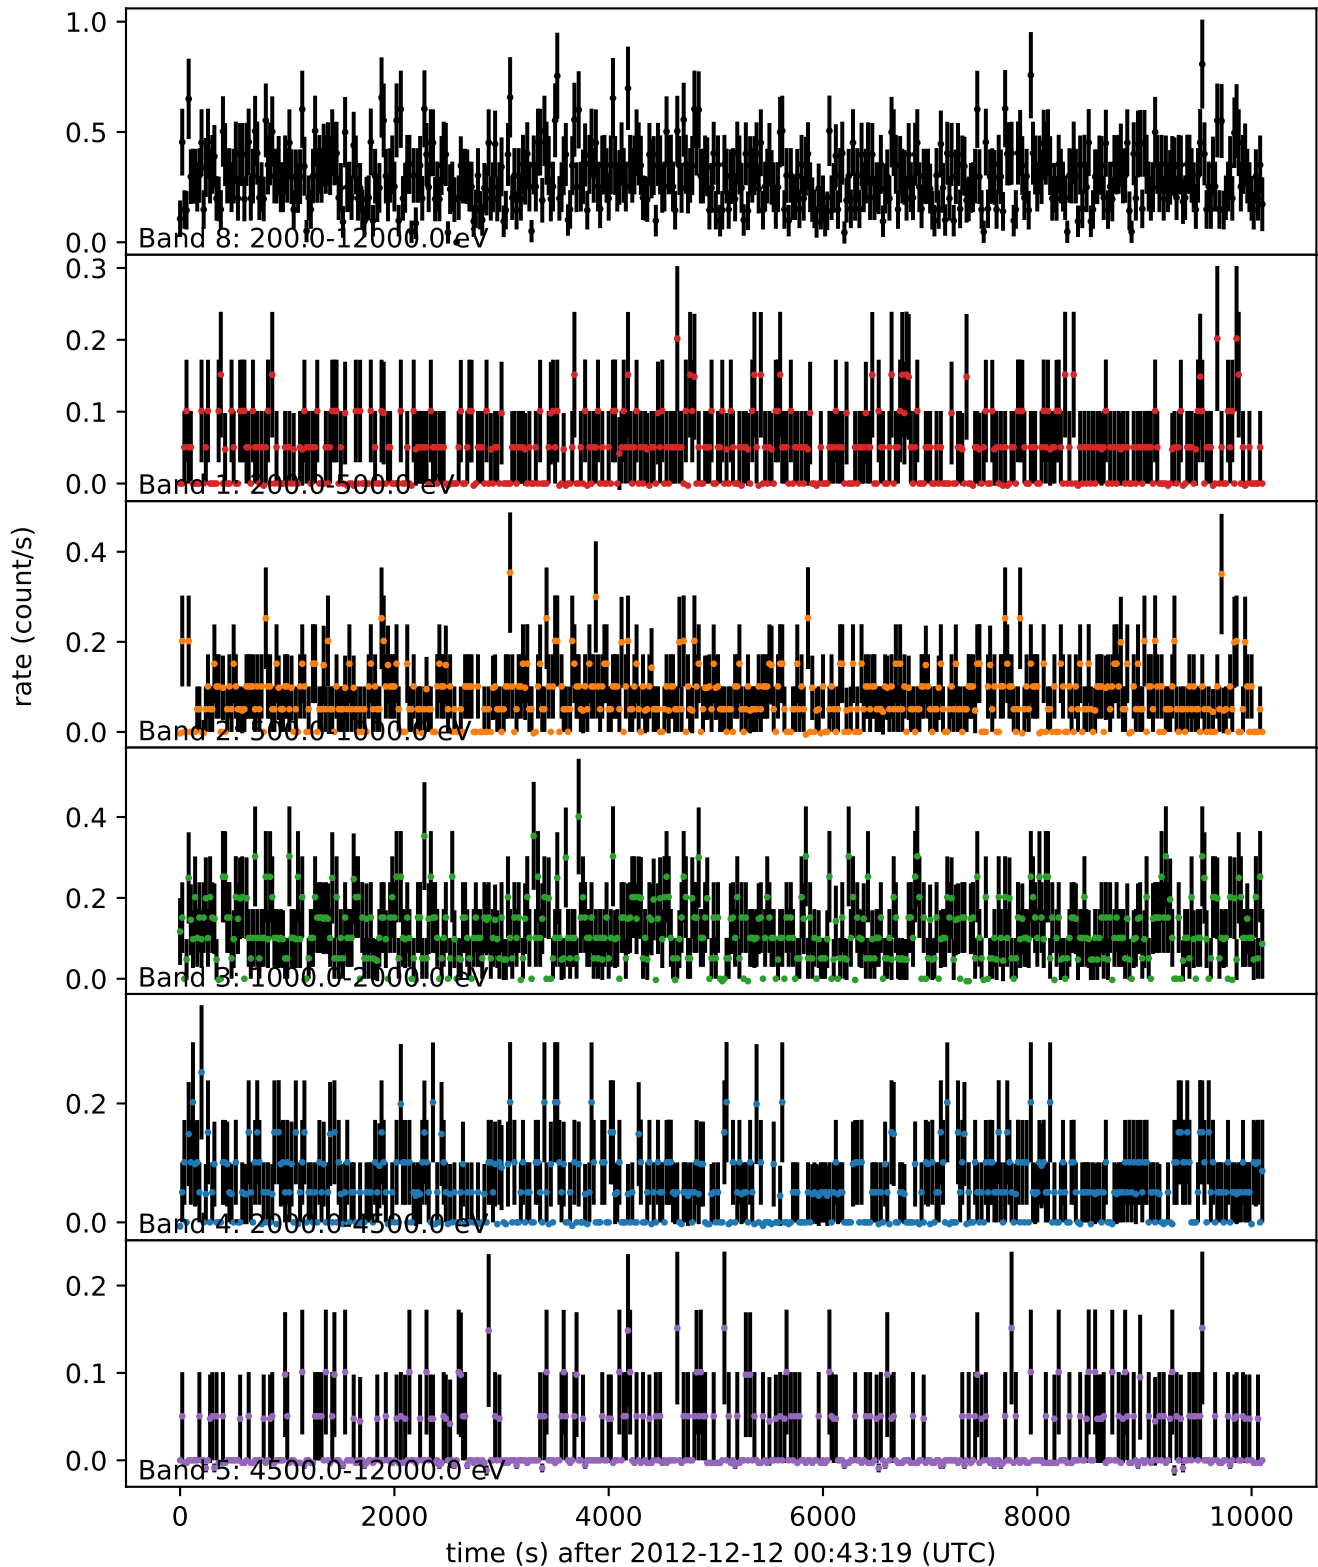 1.0
0.5
0.0
Band 8: 200.0-12000.0 eV
0.3
0.2
0.1
0.0
Band 1: 200.0-500.0 eV
0.4
0.2
0.0
Band 2: 500.0-1000.0 eV
rate (count/s)
0.4
0.2
0.0
Band 3: 1000.0-2000.0 eV
0.2
0.0
Band 4: 2000.0-4500.0 eV
0.2
0.1
0.0
Band 5: 4500.0-12000.0 eV
0 2000 4000 6000 8000 10000
time (s) after 2012-12-12 00:43:19 (UTC)